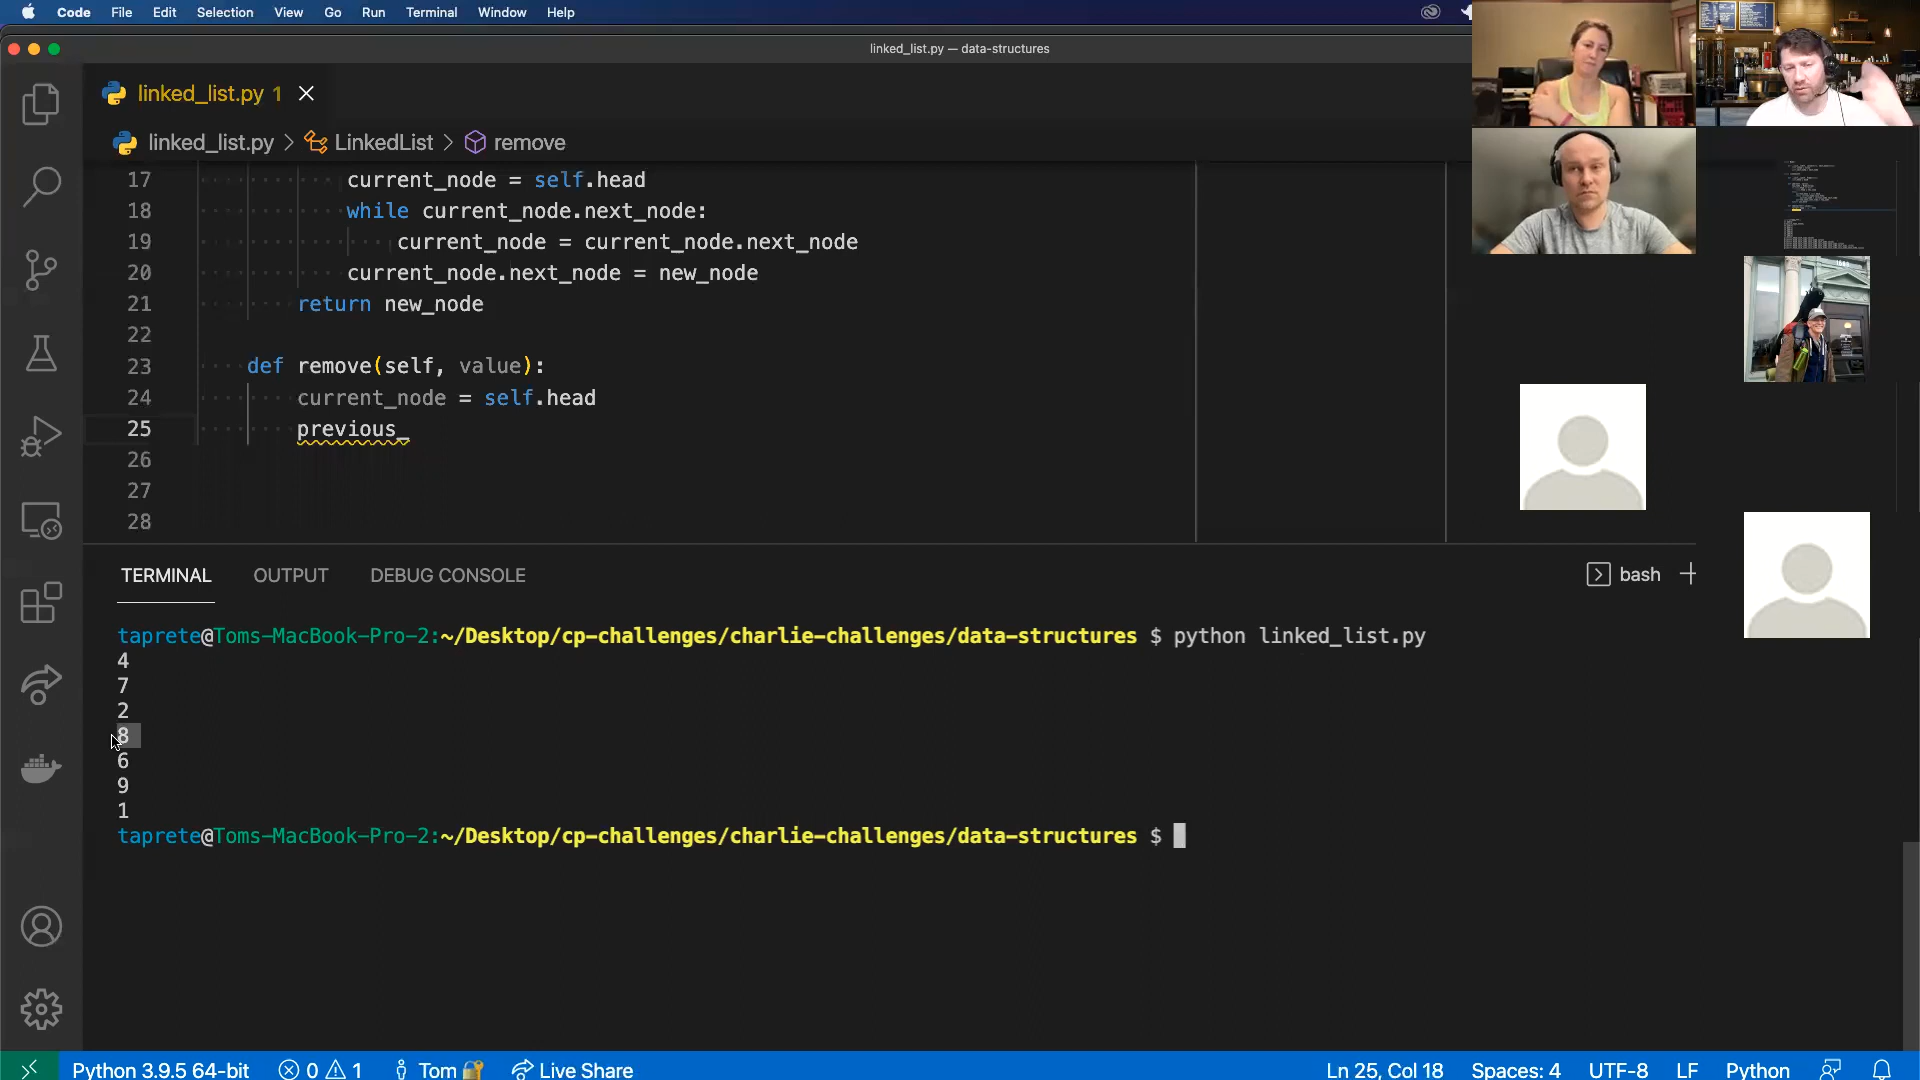 Code File Edit Selection View Go Run Terminal Window Help
linked_list.py — data-structures
linked_list.py 1
linked_list.py > LinkedList > remove
17 current_node = self.head
18 while current_node.next_node:
19 current_node = current_node.next_node
20 current_node.next_node = new_node
21 return new_node
22
23 def remove(self, value):
24 current_node = self.head
25 previous_
26
27
28
TERMINAL OUTPUT DEBUG CONSOLE
bash
taprete@Toms-MacBook-Pro-2:~/Desktop/cp-challenges/charlie-challenges/data-structures $ python linked_list.py
4
7
2
8
6
9
1
taprete@Toms-MacBook-Pro-2:~/Desktop/cp-challenges/charlie-challenges/data-structures $
Python 3.9.5 64-bit 0 1 Tom Live Share Ln 25, Col 18 Spaces: 4 UTF-8 LF Python